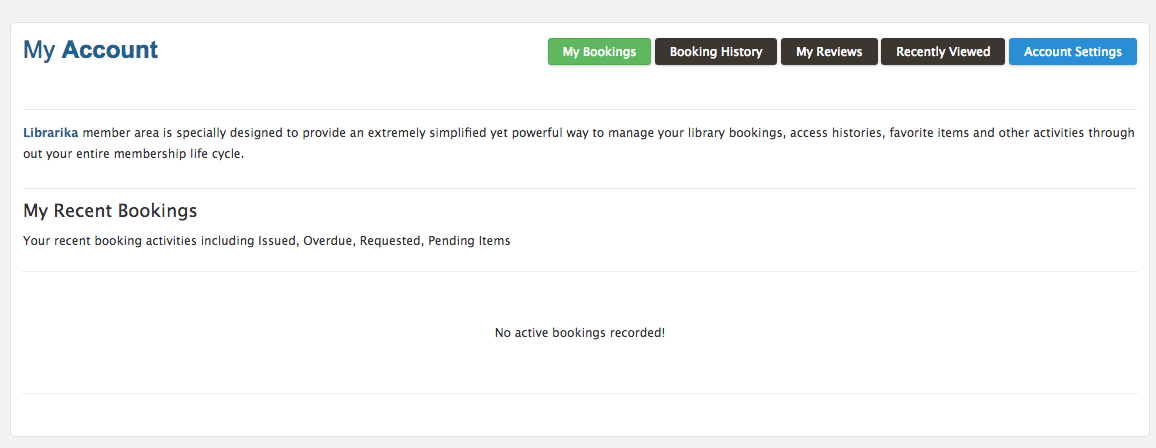 My Account
My Bookings
Booking History
My Reviews
Recently Viewed
Account Settings
Librarika member area is specially designed to provide an extremely simplified yet powerful way to manage your library bookings, access histories, favorite items and other activities through
out your entire membership life cycle.
My Recent Bookings
Your recent booking activities including Issued, Overdue, Requested, Pending Items
No active bookings recorded!